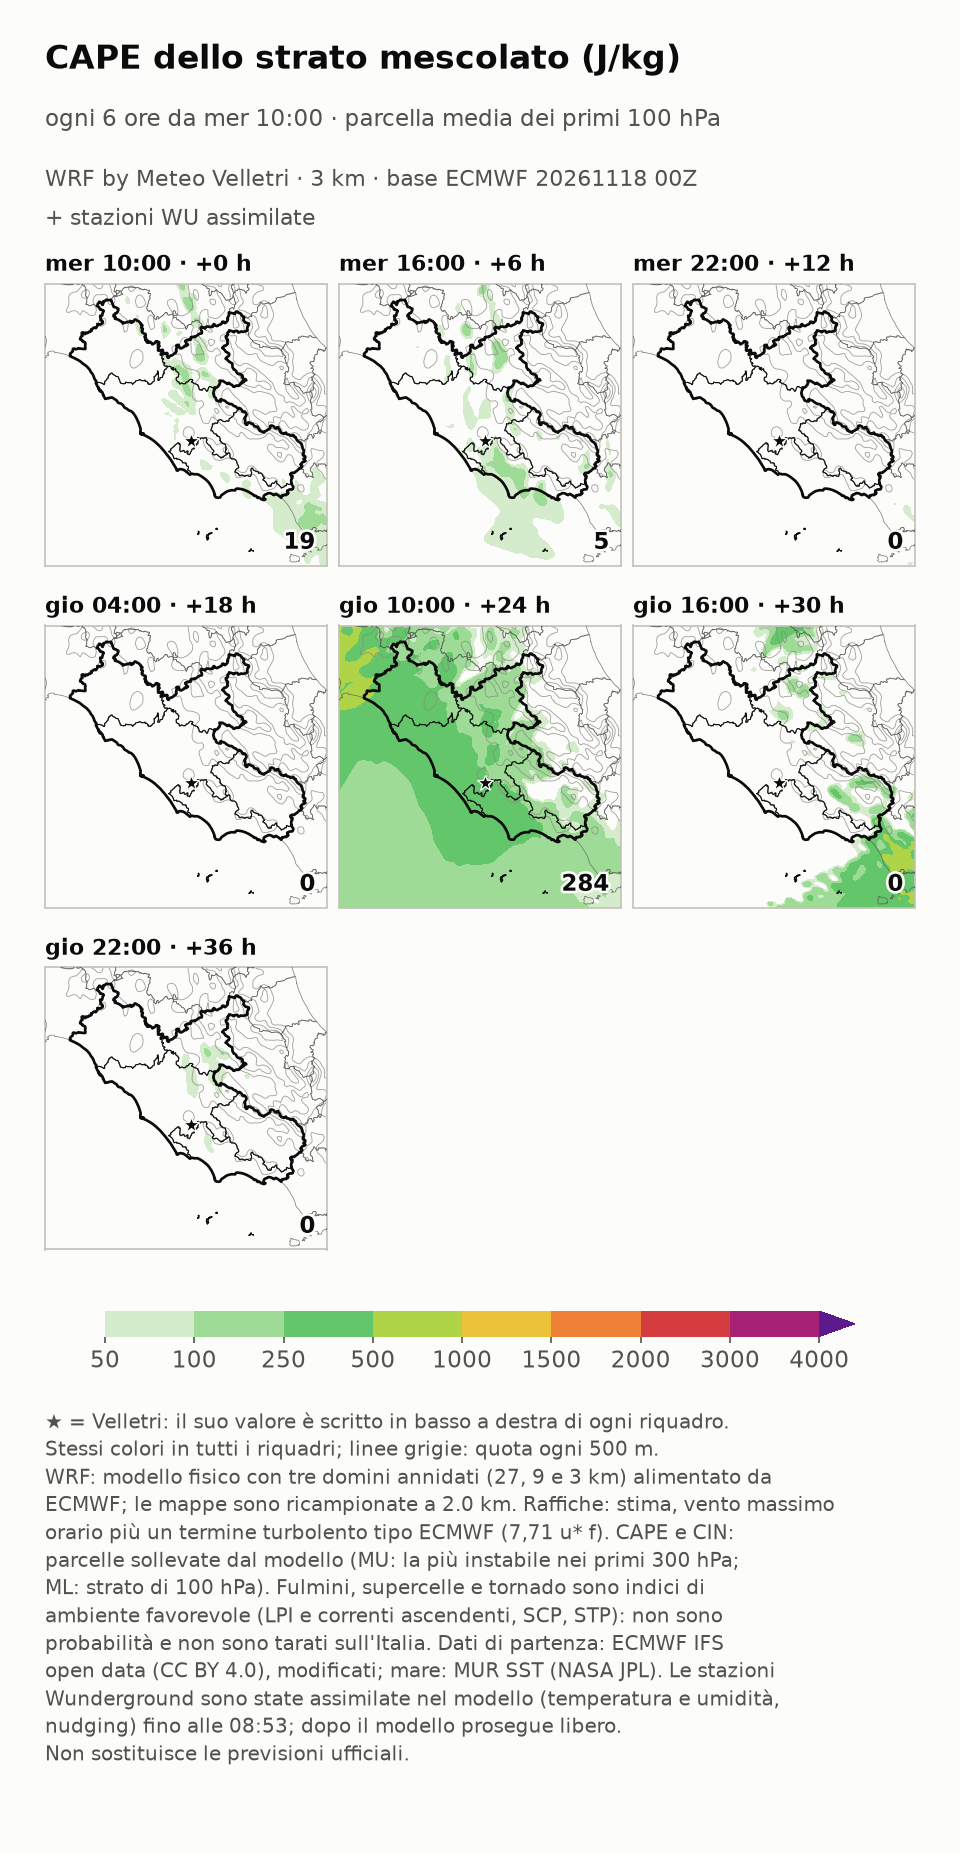 CAPE dello strato mescolato (J/kg)
ogni 6 ore da mer 10:00 · parcella media dei primi 100 hPa
WRF by Meteo Velletri · 3 km · base ECMWF 20261118 00Z
+ stazioni WU assimilate
mer 10:00 · +0 h
mer 16:00 · +6 h
mer 22:00 · +12 h
19
5
0
gio 04:00 · +18 h
gio 10:00 · +24 h
gio 16:00 · +30 h
0
284
0
gio 22:00 · +36 h
0
50 100 250 500 1000 1500 2000 3000 4000
★ = Velletri: il suo valore è scritto in basso a destra di ogni riquadro.
Stessi colori in tutti i riquadri; linee grigie: quota ogni 500 m.
WRF: modello fisico con tre domini annidati (27, 9 e 3 km) alimentato da
ECMWF; le mappe sono ricampionate a 2.0 km. Raffiche: stima, vento massimo
orario più un termine turbolento tipo ECMWF (7,71 u* f). CAPE e CIN:
parcelle sollevate dal modello (MU: la più instabile nei primi 300 hPa;
ML: strato di 100 hPa). Fulmini, supercelle e tornado sono indici di
ambiente favorevole (LPI e correnti ascendenti, SCP, STP): non sono
probabilità e non sono tarati sull'Italia. Dati di partenza: ECMWF IFS
open data (CC BY 4.0), modificati; mare: MUR SST (NASA JPL). Le stazioni
Wunderground sono state assimilate nel modello (temperatura e umidità,
nudging) fino alle 08:53; dopo il modello prosegue libero.
Non sostituisce le previsioni ufficiali.